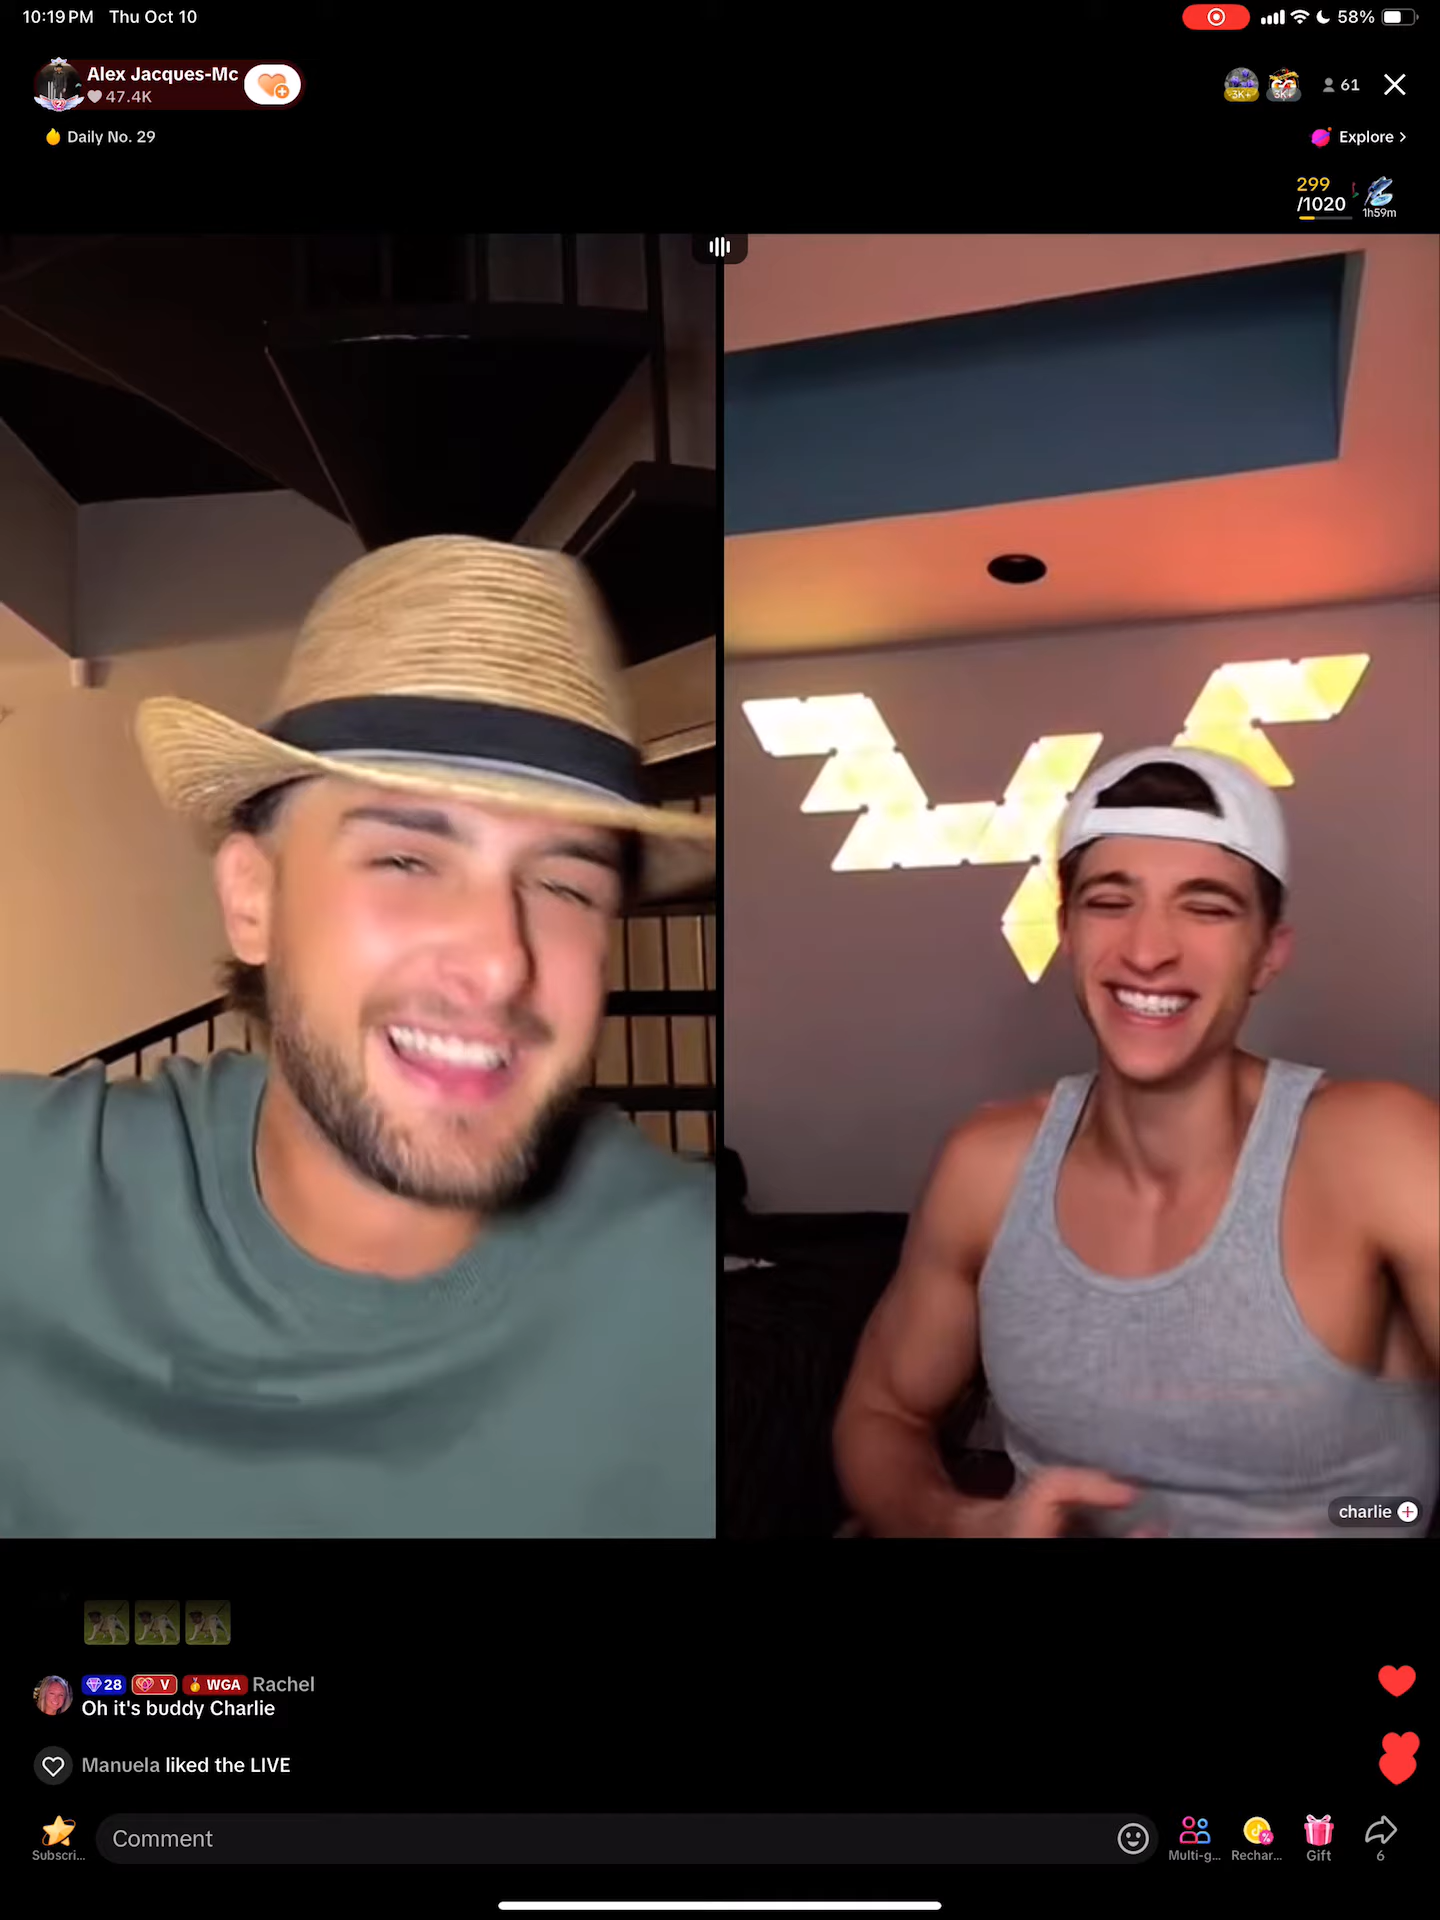 10:19 PM Thu Oct 10
58%
Alex Jacques-Mc
47.4K
3K+ 3K+ 61
Daily No. 29
Explore >
299
/1020
1h59m
charlie
28 V WGA Rachel
Oh it's buddy Charlie
Manuela liked the LIVE
Comment
Subscri... Multi-g... Rechar... Gift 6